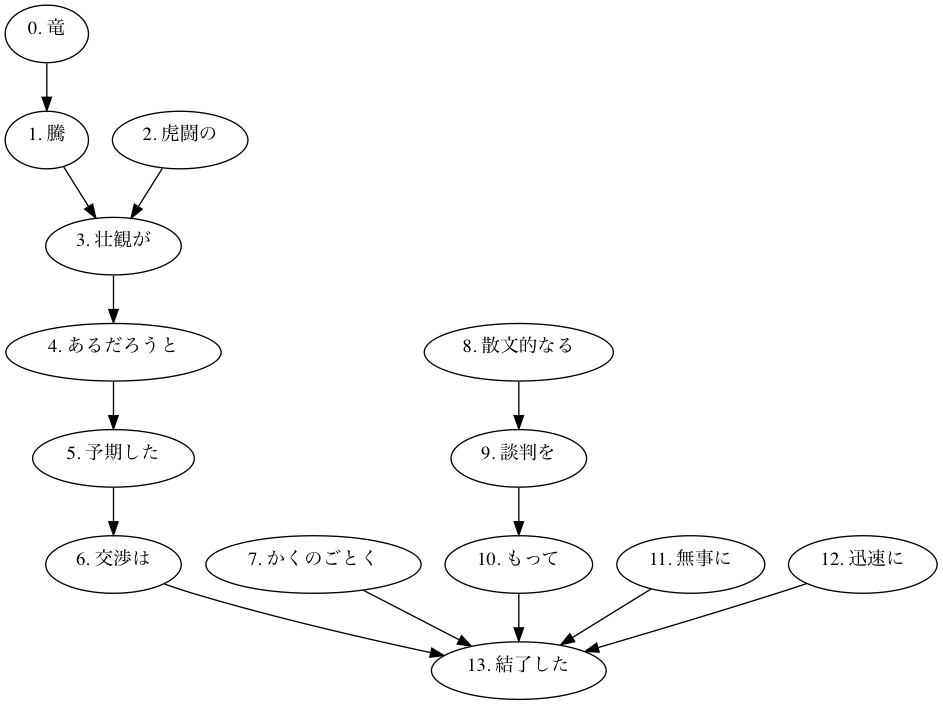 0. 竜
1. 騰
2. 虎闘の
3. 壮観が
4. あるだろうと
8. 散文的なる
5. 予期した
9. 談判を
6. 交渉は
7. かくのごとく
10. もって
11. 無事に
12. 迅速に
13. 結了した